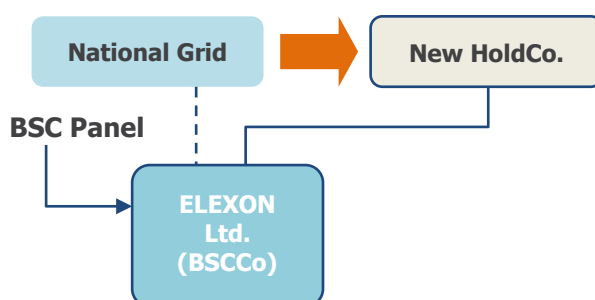 National Grid
New HoldCo.
BSC Panel
ELEXON
Ltd.
(BSCCo)